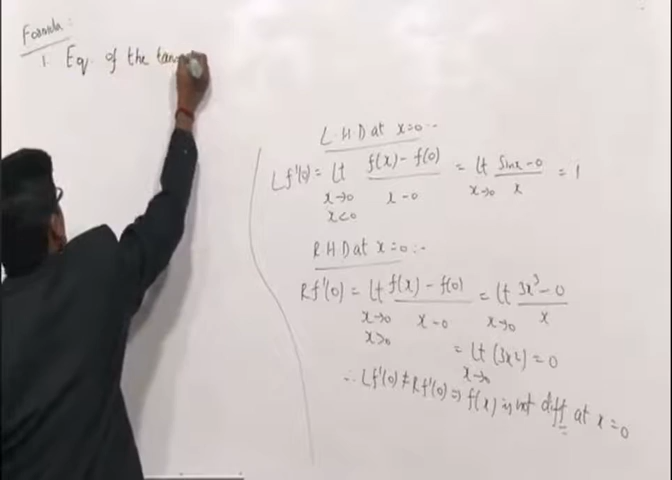 Formula:
1. Eq. of the tan
L H D at x=0:-
Lf'(0) = Lt f(x) - f(0) / x - 0 = Lt Sinx - 0 / x = 1
x→0 x→0
x<0
R H D at x=0:-
Rf'(0) = Lt f(x) - f(0) / x - 0 = Lt 3x³ - 0 / x
x→0 x→0
x>0
= Lt (3x²) = 0
x→0
∴ Lf'(0) ≠ Rf'(0) ⇒ f(x) is not diff at x=0